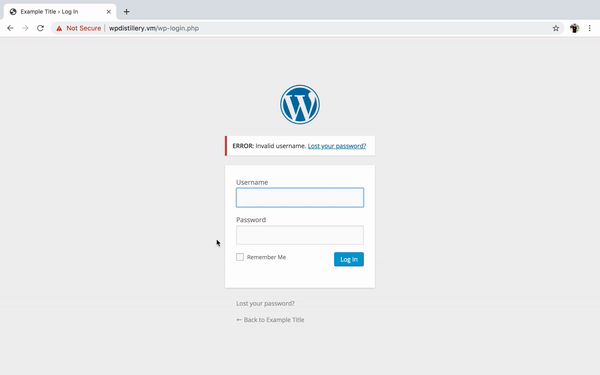 Example Title › Log In
Not Secure | wpdistillery.vm/wp-login.php
ERROR: Invalid username. Lost your password?
Username
Password
Remember Me
Log In
Lost your password?
← Back to Example Title